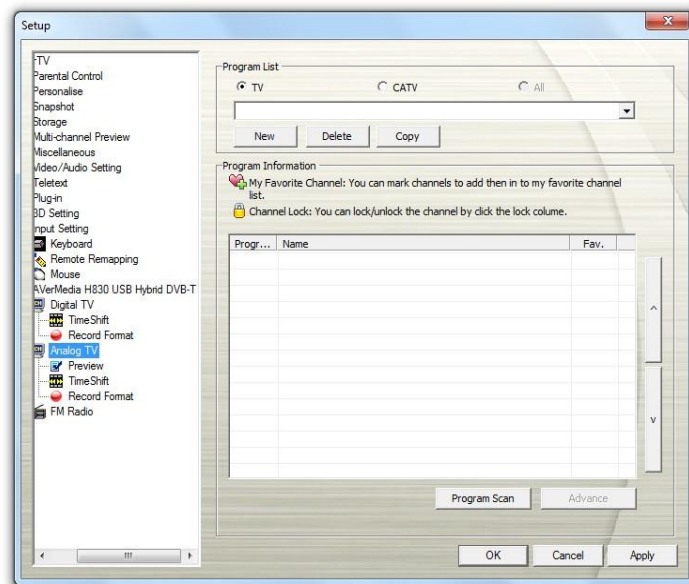 Setup
-TV
Parental Control
Personalise
Snapshot
Storage
Multi-channel Preview
Miscellaneous
Video/Audio Setting
Teletext
Plug-in
3D Setting
Input Setting
Keyboard
Remote Remapping
Mouse
AVerMedia H830 USB Hybrid DVB-T
Digital TV
TimeShift
Record Format
Analog TV
Preview
TimeShift
Record Format
FM Radio
Program List
TV CATV All
New Delete Copy
Program Information
My Favorite Channel: You can mark channels to add then in to my favorite channel
list.
Channel Lock: You can lock/unlock the channel by click the lock colume.
Progr... Name Fav.
Program Scan Advance
OK Cancel Apply